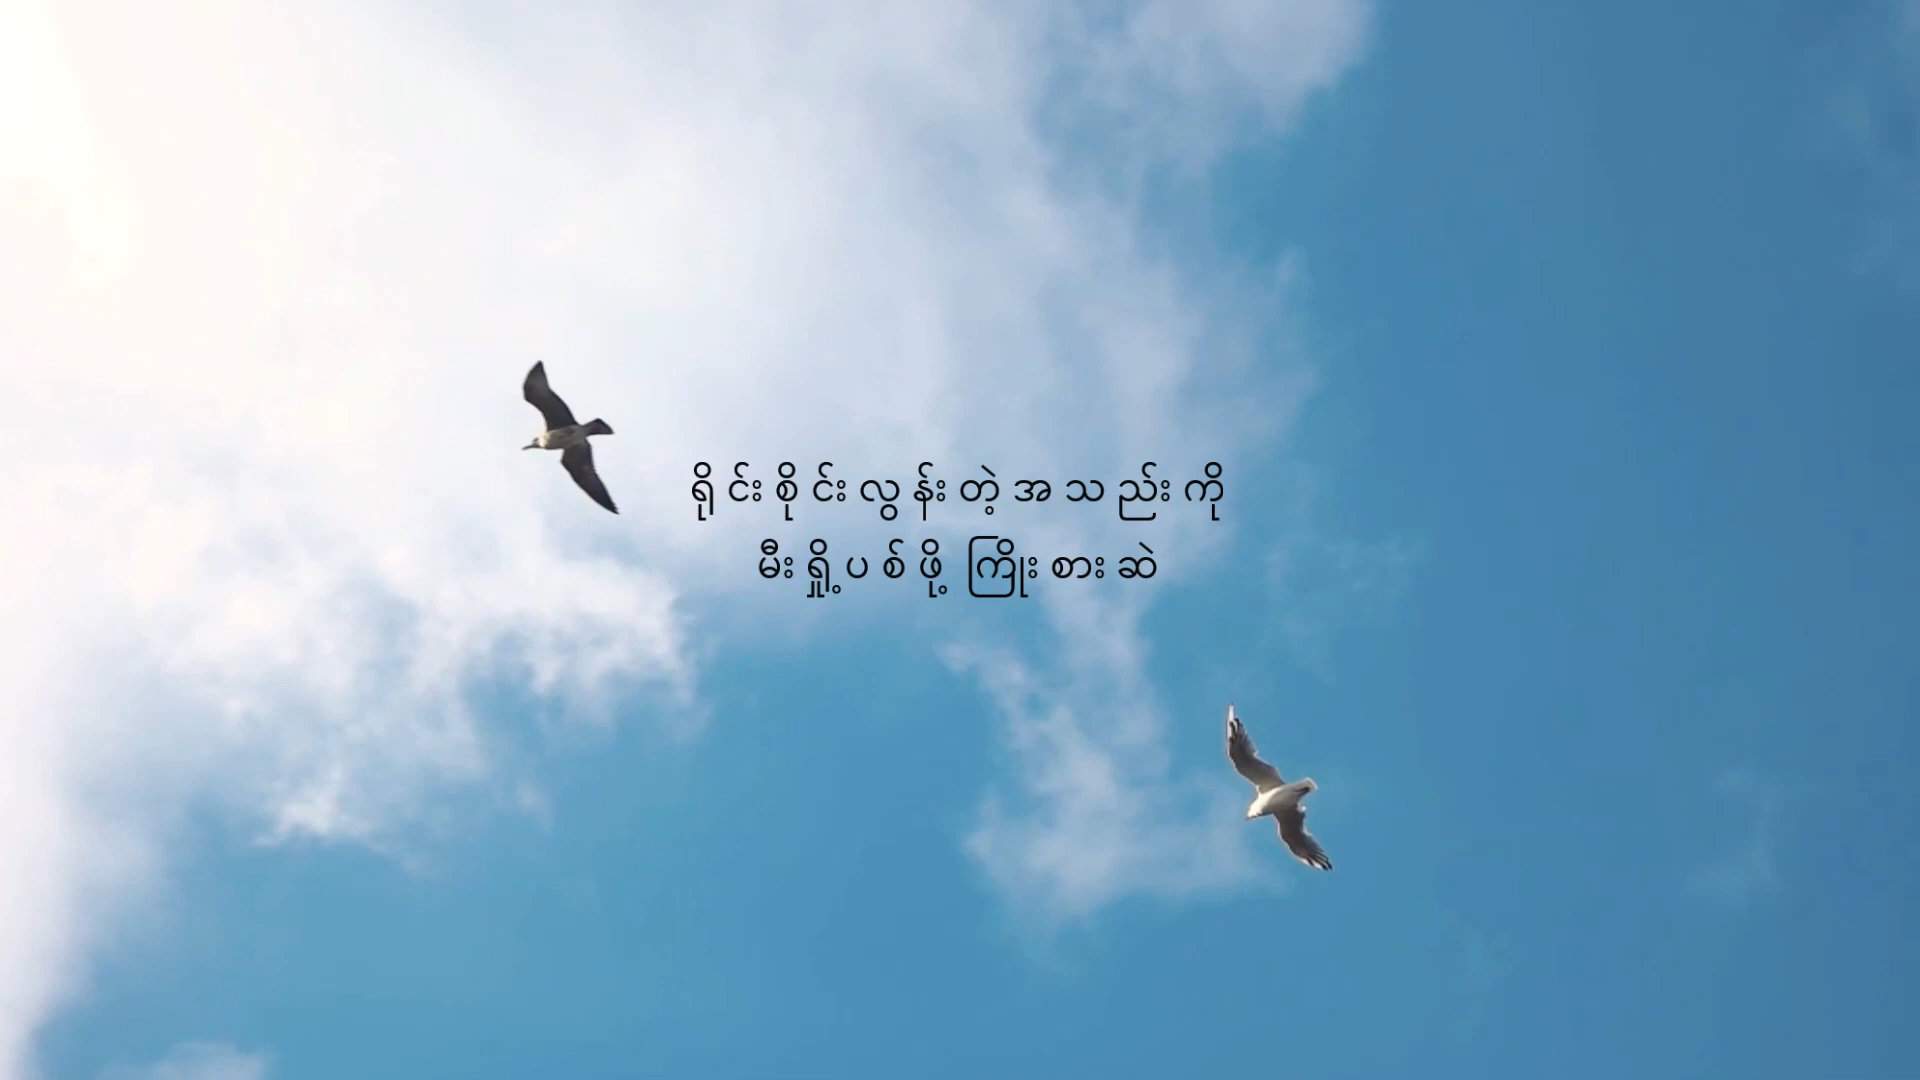 ရိုင်းစိုင်းလွန်းတဲ့အသည်းကို
မီးရှို့ပစ်ဖို့ ကြိုးစားဆဲ